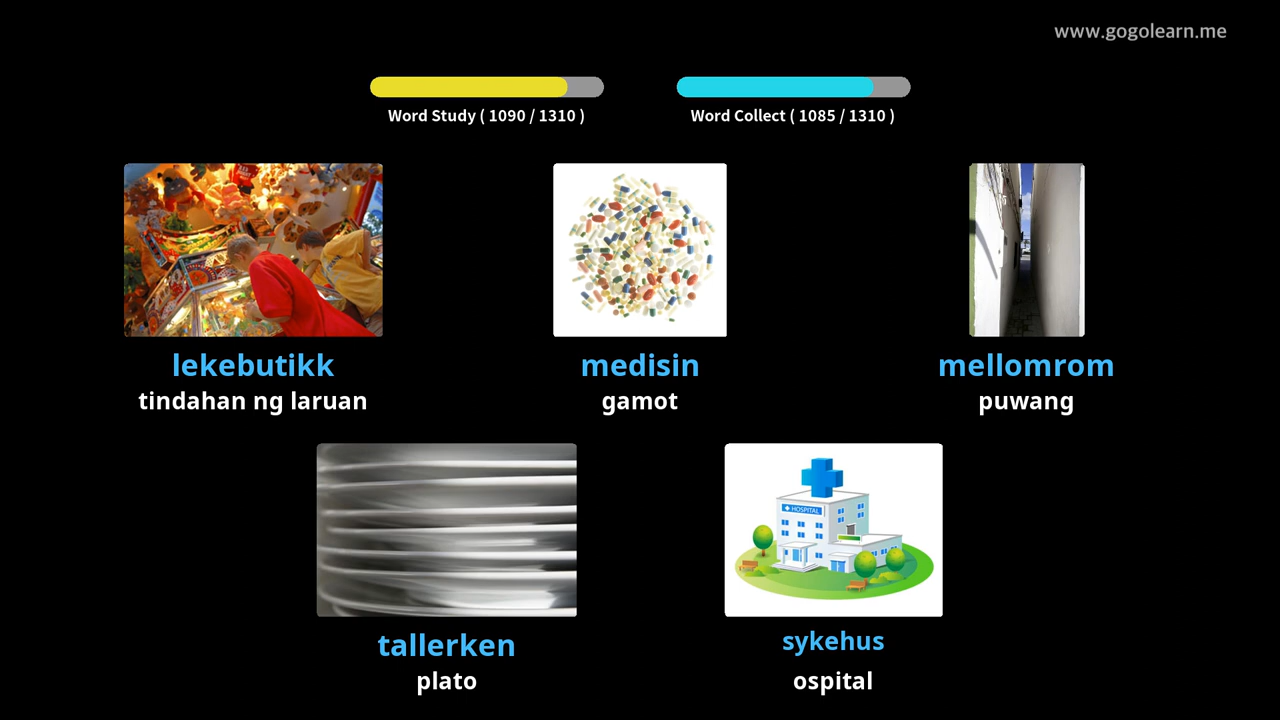 www.gogolearn.me
Word Study ( 1090 / 1310 )
Word Collect ( 1085 / 1310 )
lekebutikk
tindahan ng laruan
medisin
gamot
mellomrom
puwang
HOSPITAL
tallerken
plato
sykehus
ospital